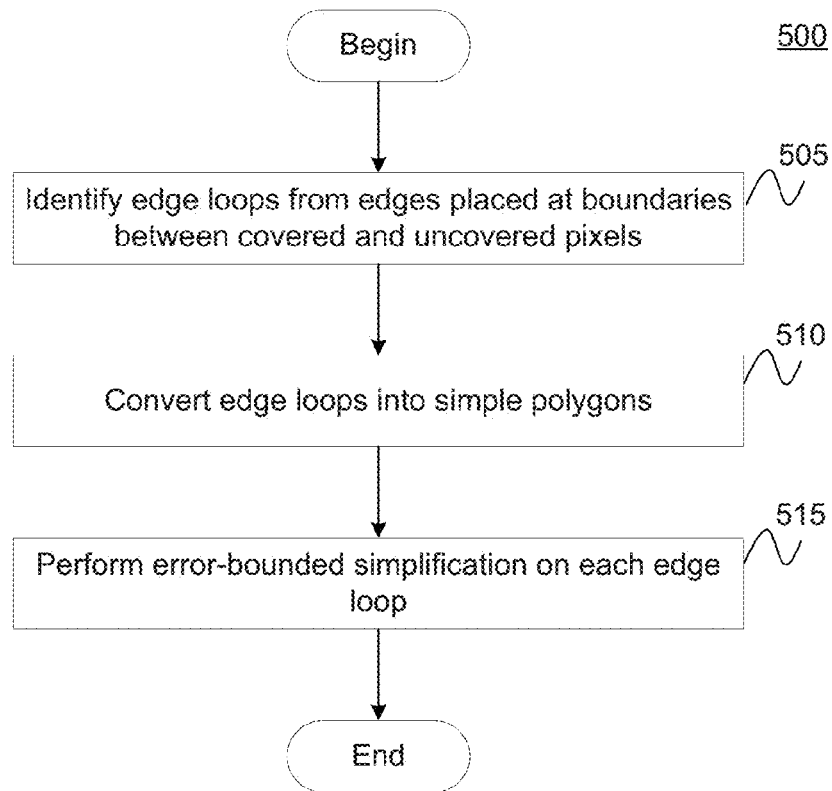 Begin
500
505
Identify edge loops from edges placed at boundaries
between covered and uncovered pixels
510
Convert edge loops into simple polygons
515
Perform error-bounded simplification on each edge
loop
End